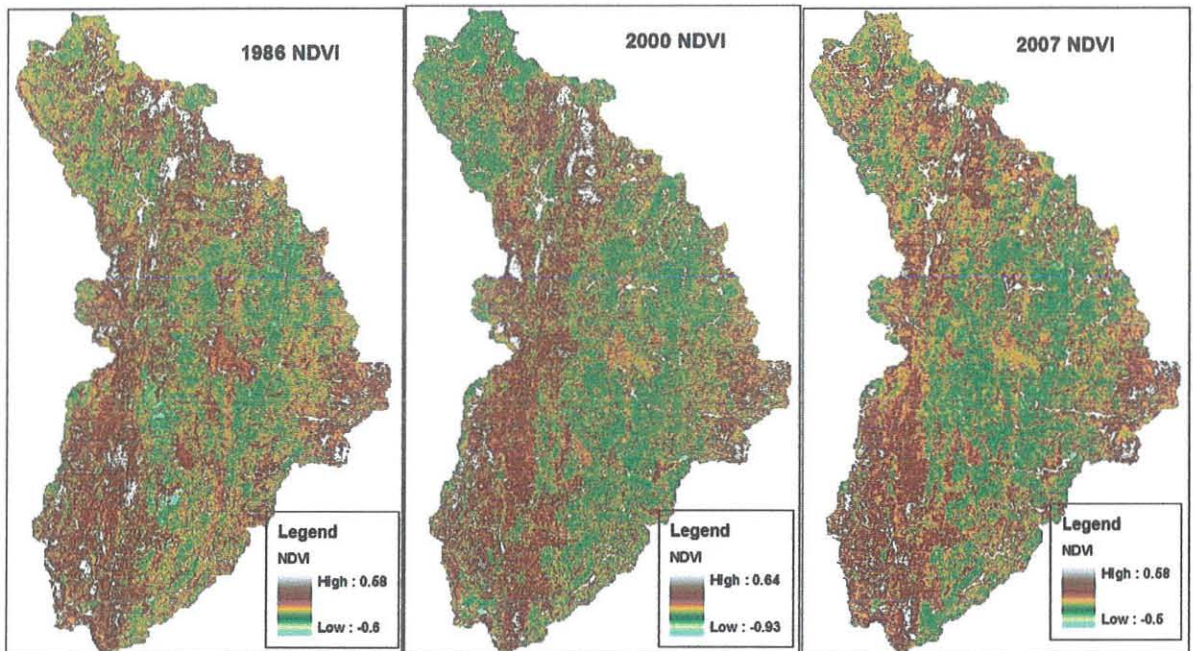 1986 NDVI
Legend
NDVI
High : 0.58
Low : -0.6
2000 NDVI
Legend
NDVI
High : 0.64
Low : -0.93
2007 NDVI
Legend
NDVI
High : 0.58
Low : -0.5